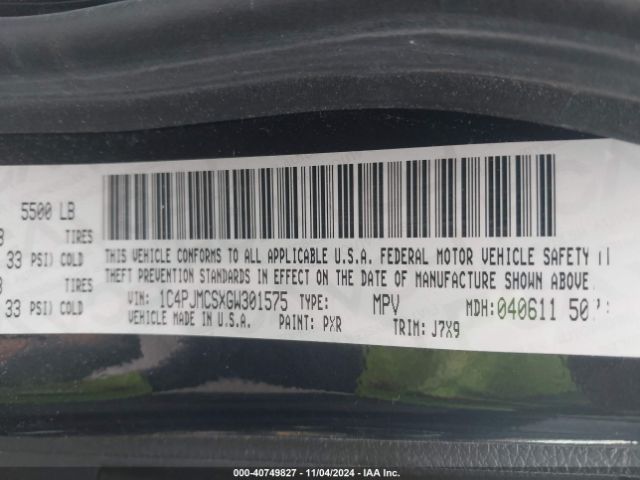 5500 LB
TIRES
33 PSI) COLD
TIRES
33 PSI) COLD
THIS VEHICLE CONFORMS TO ALL APPLICABLE U.S.A. FEDERAL MOTOR VEHICLE SAFETY
THEFT PREVENTION STANDARDS IN EFFECT ON THE DATE OF MANUFACTURE SHOWN ABOVE.
VIN: 1C4PJMCSXGW301575 TYPE: MPV MDH:040611 50
VEHICLE MADE IN U.S.A. PAINT: PXR TRIM: J7X9
000-40749827 - 11/04/2024 - IAA Inc.